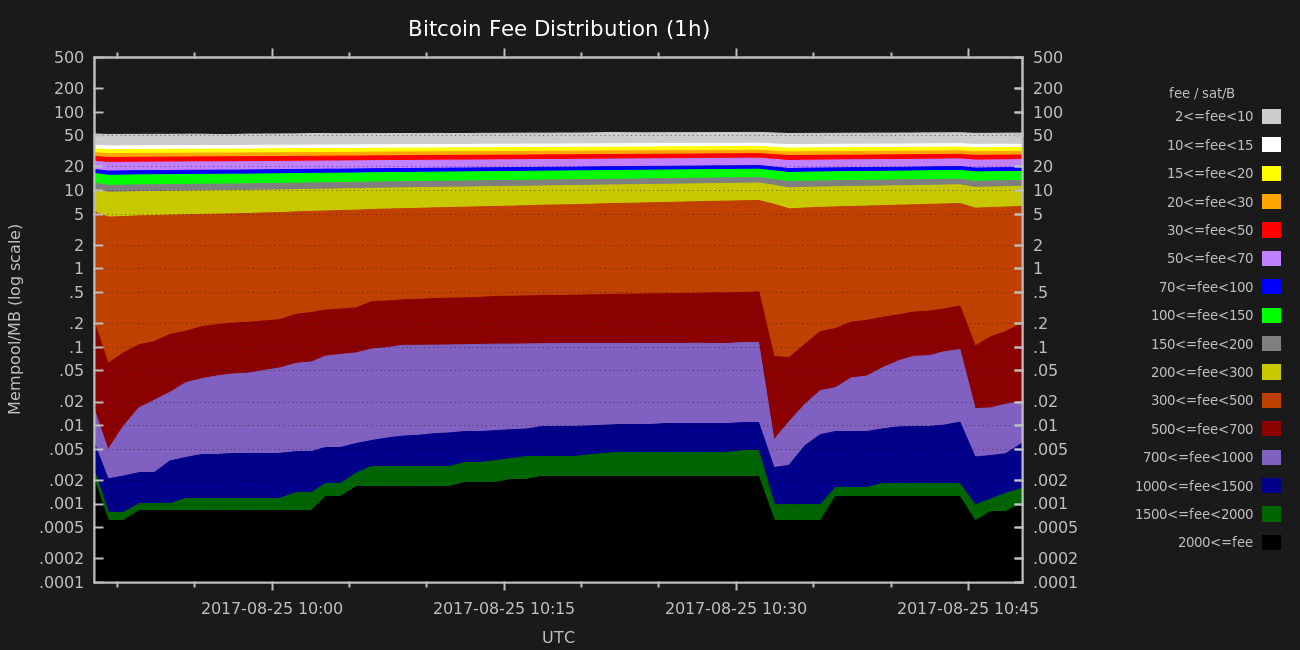 Bitcoin Fee Distribution (1h)
500
200
100
50
20
10
5
2
1
.5
.2
.1
.05
.02
.01
.005
.002
.001
.0005
.0002
.0001
Mempool/MB (log scale)
500
200
100
50
20
10
5
2
1
.5
.2
.1
.05
.02
.01
.005
.002
.001
.0005
.0002
.0001
2017-08-25 10:00
2017-08-25 10:15
2017-08-25 10:30
2017-08-25 10:45
UTC
fee / sat/B
2<=fee<10
10<=fee<15
15<=fee<20
20<=fee<30
30<=fee<50
50<=fee<70
70<=fee<100
100<=fee<150
150<=fee<200
200<=fee<300
300<=fee<500
500<=fee<700
700<=fee<1000
1000<=fee<1500
1500<=fee<2000
2000<=fee